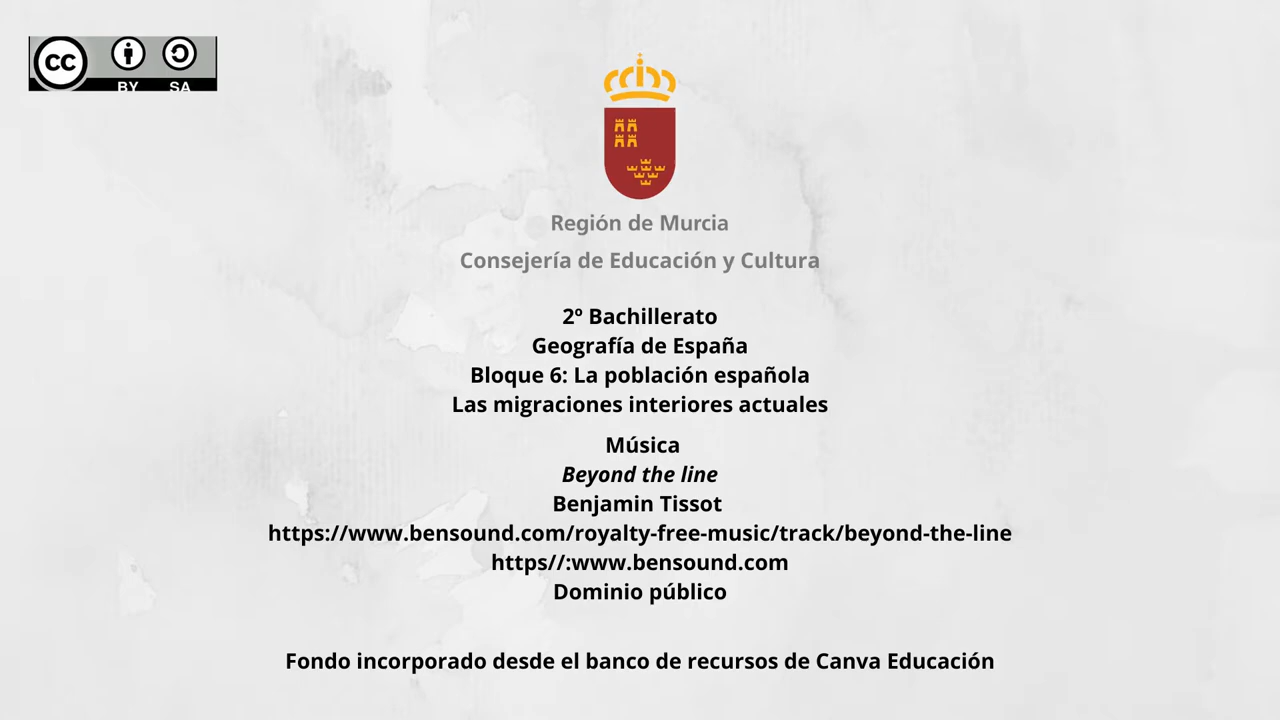 CC
BY SA
Región de Murcia
Consejería de Educación y Cultura
2º Bachillerato
Geografía de España
Bloque 6: La población española
Las migraciones interiores actuales
Música
Beyond the line
Benjamin Tissot
https://www.bensound.com/royalty-free-music/track/beyond-the-line
https//:www.bensound.com
Dominio público
Fondo incorporado desde el banco de recursos de Canva Educación